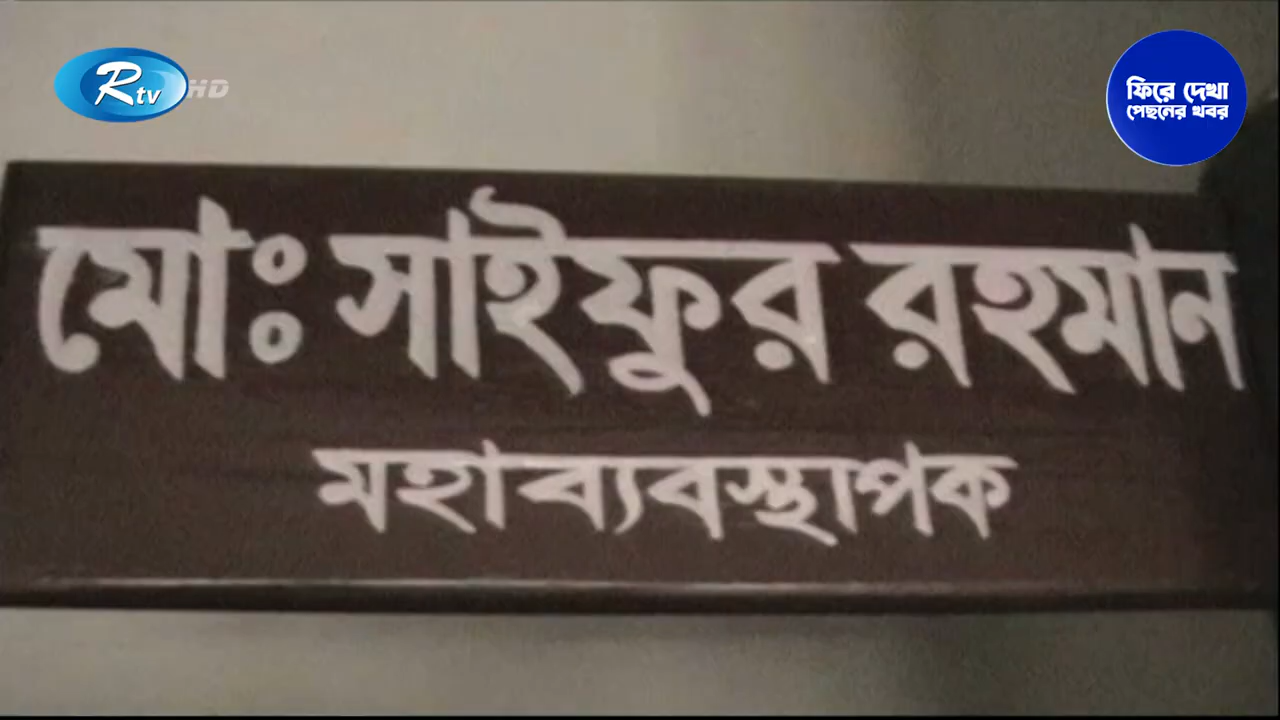 Rtv HD
ফিরে দেখা
পেছনের খবর
মোঃ সাইফুর রহমান
মহাব্যবস্থাপক